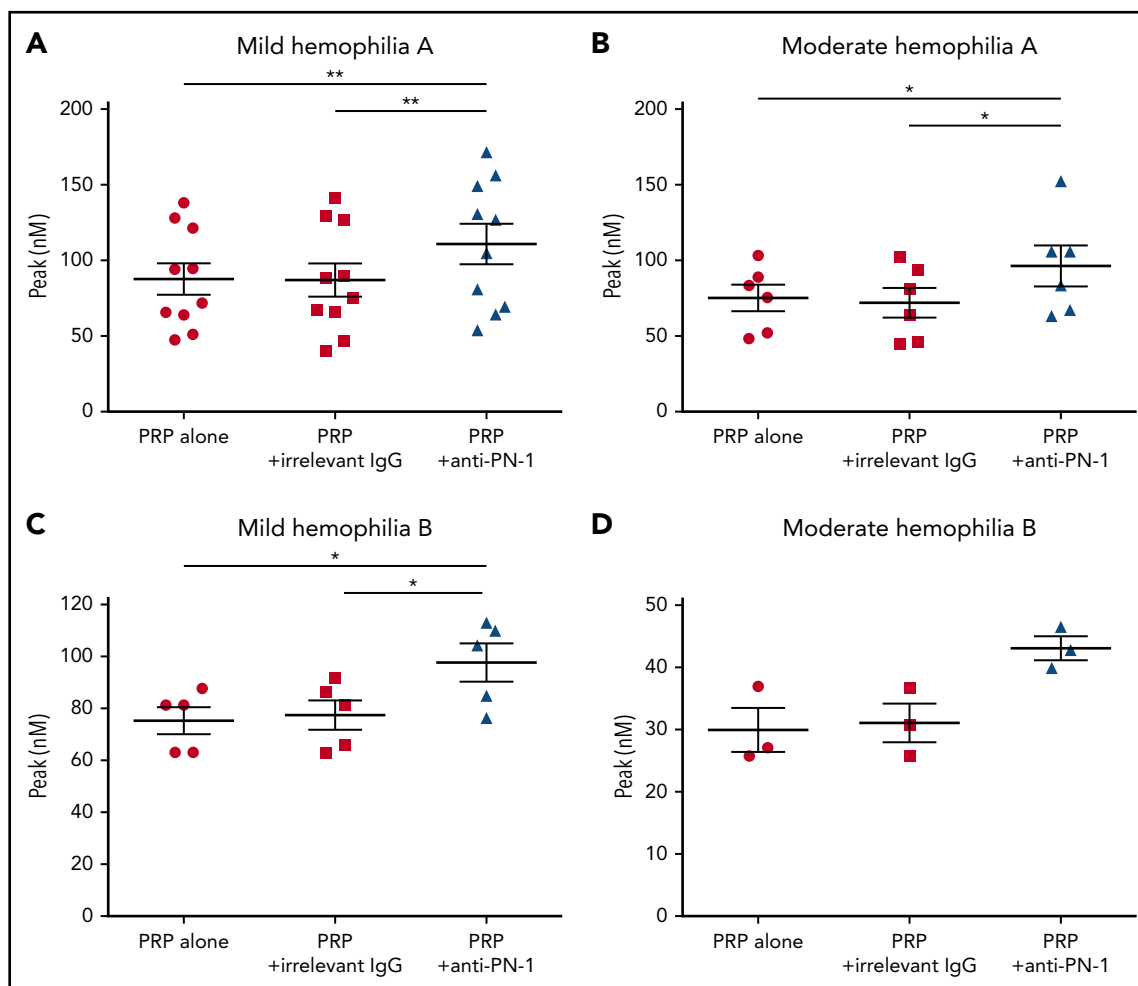 A
Mild hemophilia A
**
**
200
150
100
50
0
Peak (nM)
PRP alone
PRP
+irrelevant IgG
PRP
+anti-PN-1
B
Moderate hemophilia A
*
*
200
150
100
50
0
Peak (nM)
PRP alone
PRP
+irrelevant IgG
PRP
+anti-PN-1
C
Mild hemophilia B
*
*
120
100
80
60
40
20
0
Peak (nM)
PRP alone
PRP
+irrelevant IgG
PRP
+anti-PN-1
D
Moderate hemophilia B
50
40
30
20
10
0
Peak (nM)
PRP alone
PRP
+irrelevant IgG
PRP
+anti-PN-1